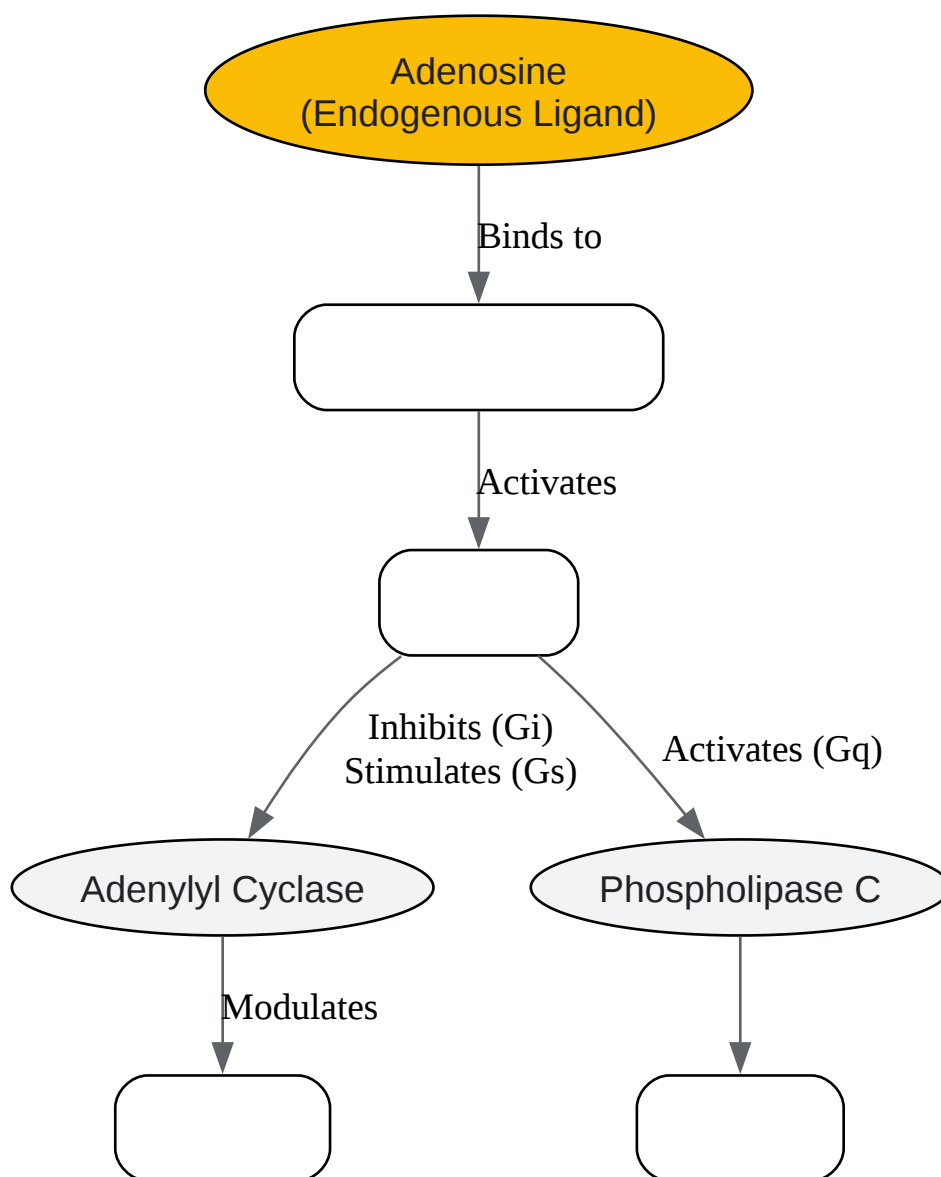 Adenosine
(Endogenous Ligand)
Binds to
Activates
Inhibits (Gi)
Stimulates (Gs)
Activates (Gq)
Adenylyl Cyclase
Phospholipase C
Modulates